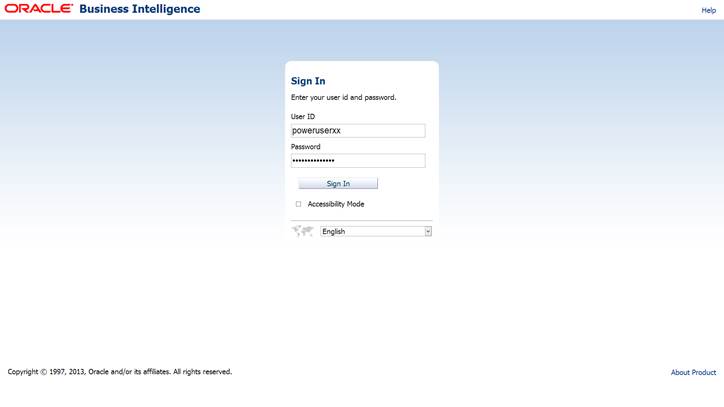 ORACLE Business Intelligence
Help
Sign In
Enter your user id and password.
User ID
poweruserxx
Password
••••••••••••••
Sign In
Accessibility Mode
English
Copyright © 1997, 2013, Oracle and/or its affiliates. All rights reserved.
About Product